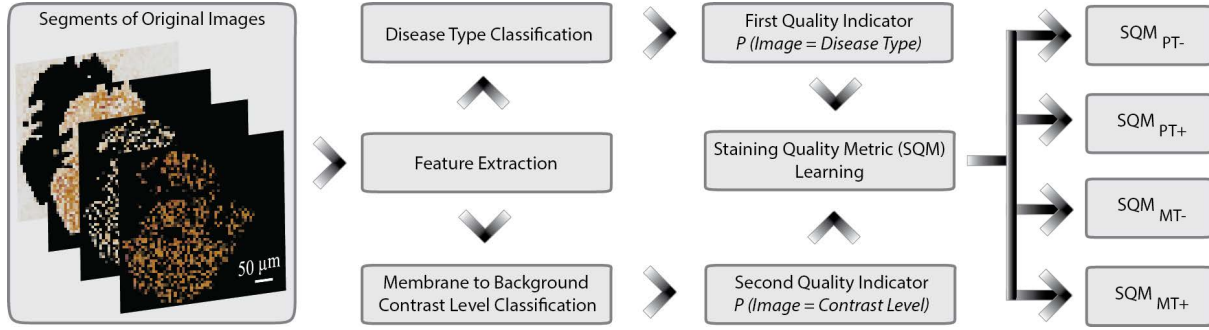 Segments of Original Images
50 μm
Disease Type Classification
Feature Extraction
Membrane to Background
Contrast Level Classification
First Quality Indicator
P (Image = Disease Type)
Staining Quality Metric (SQM)
Learning
Second Quality Indicator
P (Image = Contrast Level)
SQM PT-
SQM PT+
SQM MT-
SQM MT+